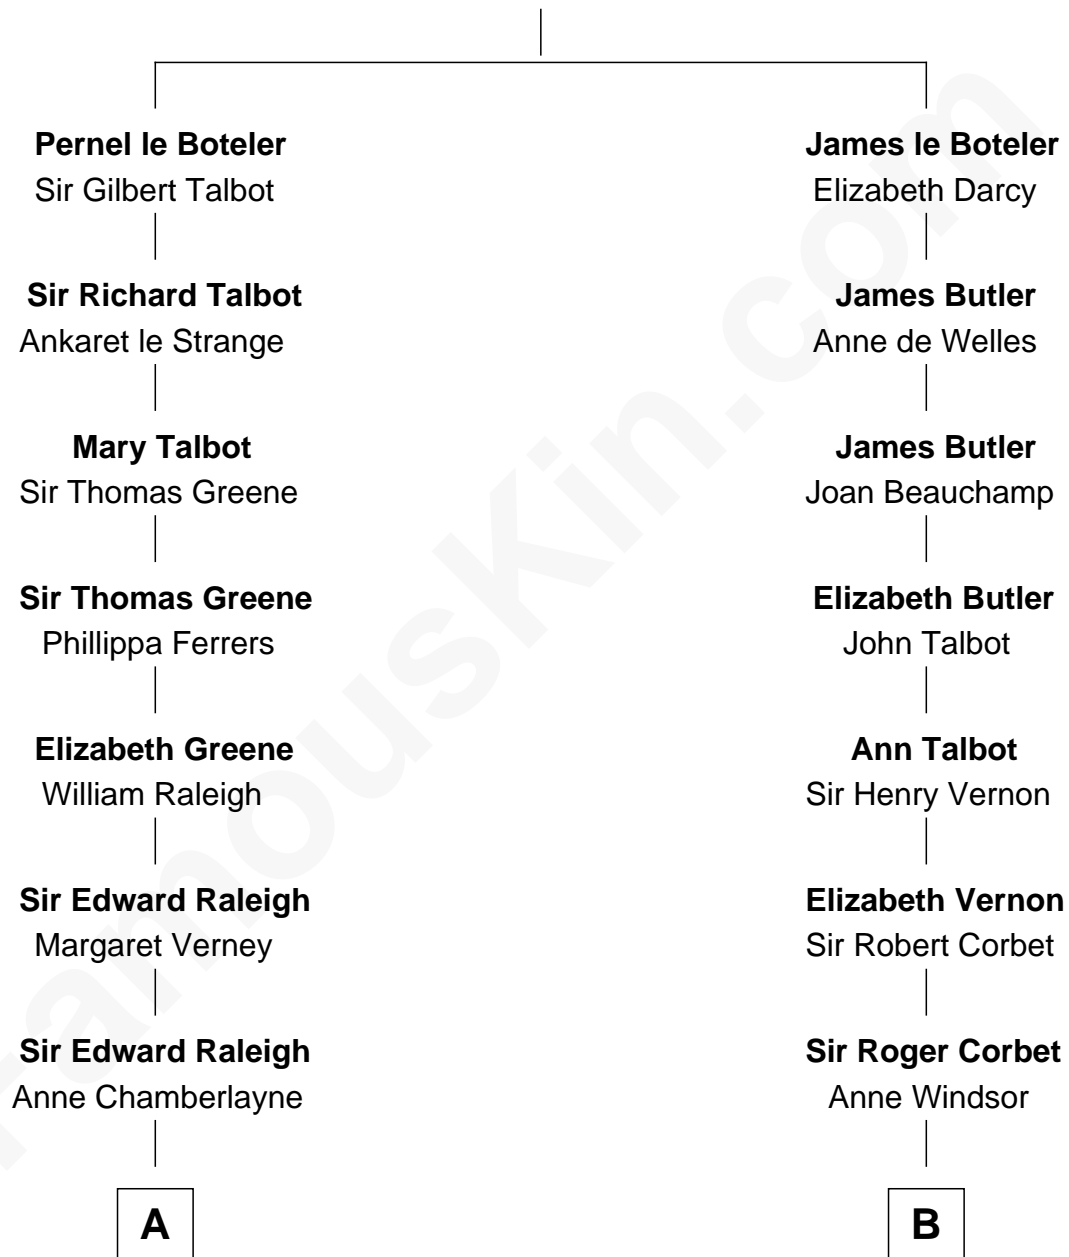 Pernel le Boteler
Sir Gilbert Talbot
Sir Richard Talbot
Ankaret le Strange
Mary Talbot
Sir Thomas Greene
Sir Thomas Greene
Phillippa Ferrers
Elizabeth Greene
William Raleigh
Sir Edward Raleigh
Margaret Verney
Sir Edward Raleigh
Anne Chamberlayne
A
James le Boteler
Elizabeth Darcy
James Butler
Anne de Welles
James Butler
Joan Beauchamp
Elizabeth Butler
John Talbot
Ann Talbot
Sir Henry Vernon
Elizabeth Vernon
Sir Robert Corbet
Sir Roger Corbet
Anne Windsor
B
FamousKin.com